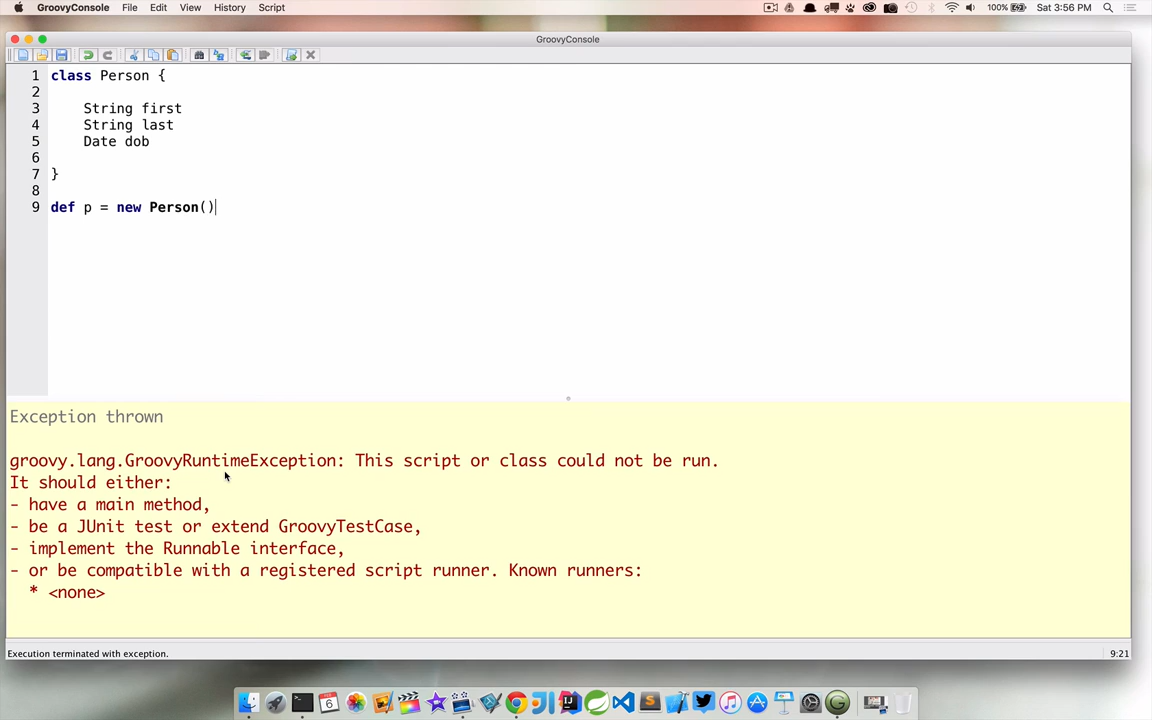 GroovyConsole File Edit View History Script 100% Sat 3:56 PM
GroovyConsole
1 class Person {
2
3 String first
4 String last
5 Date dob
6
7 }
8
9 def p = new Person()
Exception thrown
groovy.lang.GroovyRuntimeException: This script or class could not be run.
It should either:
- have a main method,
- be a JUnit test or extend GroovyTestCase,
- implement the Runnable interface,
- or be compatible with a registered script runner. Known runners:
* <none>
Execution terminated with exception. 9:21
FEB
6